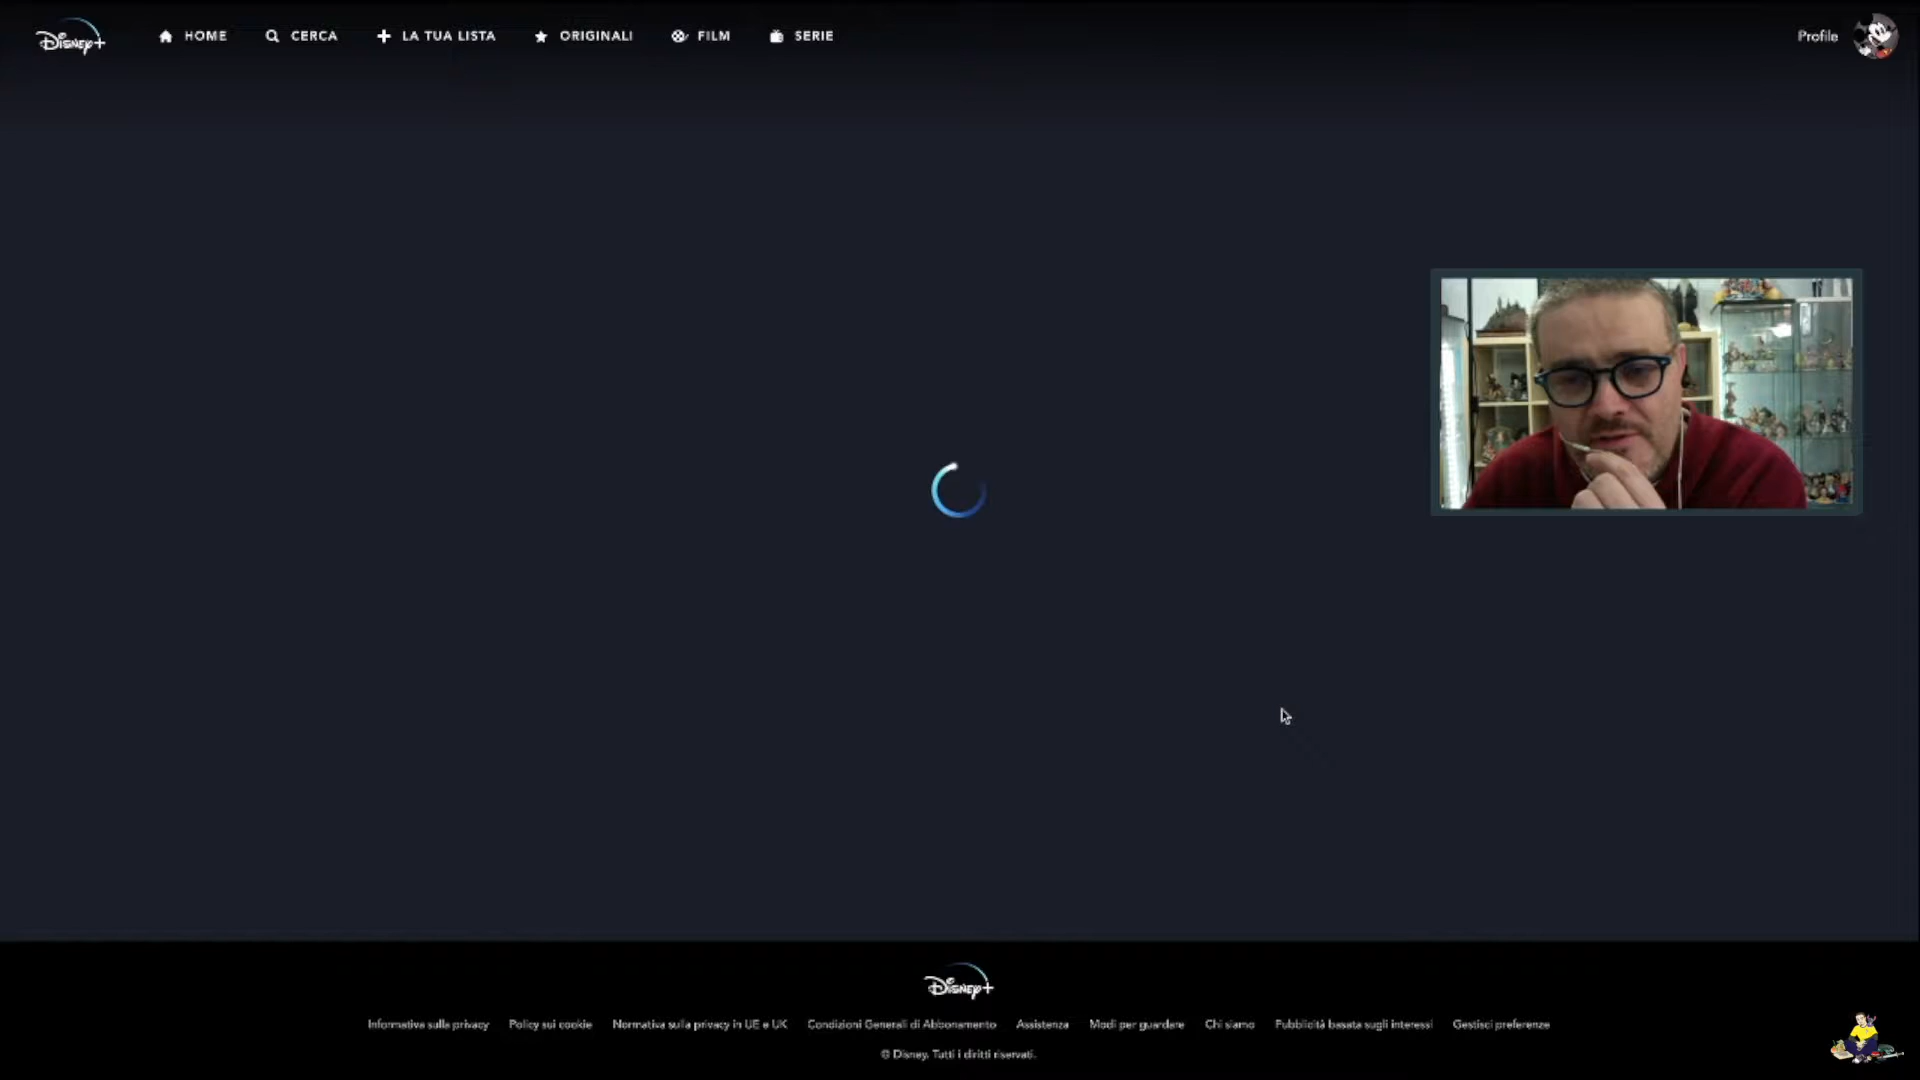 Disney+ HOME CERCA LA TUA LISTA ORIGINALI FILM SERIE Profile
Disney+
Informativa sulla privacy Policy sui cookie Normativa sulla privacy in UE e UK Condizioni Generali di Abbonamento Assistenza Modi per guardare Chi siamo Pubblicità basata sugli interessi Gestisci preferenze
© Disney. Tutti i diritti riservati.